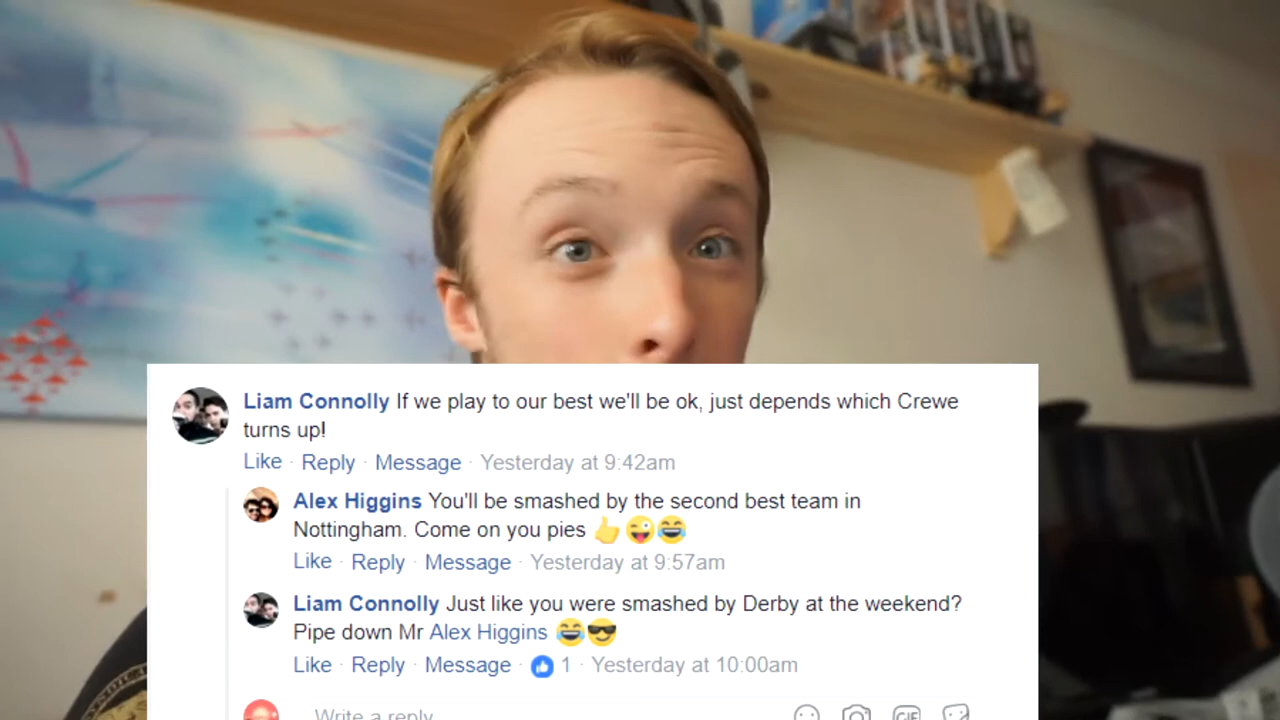 Liam Connolly If we play to our best we'll be ok, just depends which Crewe
turns up!
Like · Reply · Message · Yesterday at 9:42am
Alex Higgins You'll be smashed by the second best team in
Nottingham. Come on you pies 👍😜😂
Like · Reply · Message · Yesterday at 9:57am
Liam Connolly Just like you were smashed by Derby at the weekend?
Pipe down Mr Alex Higgins 😂😎
Like · Reply · Message · 1 · Yesterday at 10:00am
Write a reply
GIF